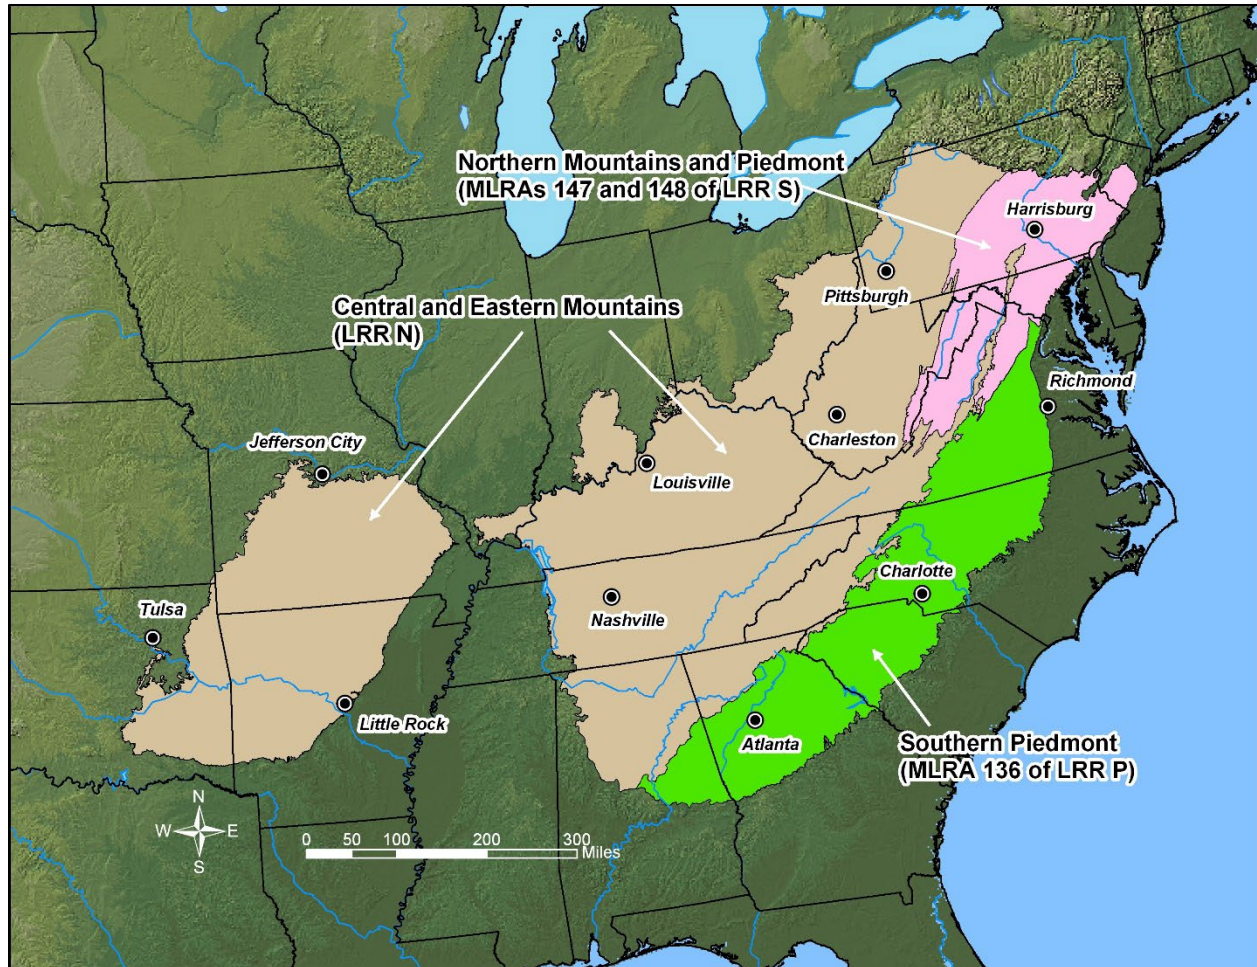 Northern Mountains and Piedmont
(MLRAs 147 and 148 of LRR S)
Harrisburg
Pittsburgh
Central and Eastern Mountains
(LRR N)
Richmond
Charleston
Jefferson City
Louisville
Charlotte
Nashville
Tulsa
Little Rock
Atlanta
Southern Piedmont
(MLRA 136 of LRR P)
N
W E
S
0 50 100 200 300
Miles